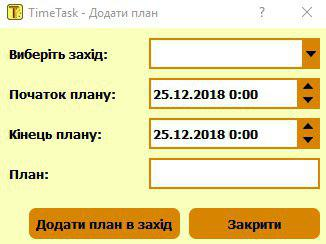 TimeTask - Додати план
Виберіть захід:
Початок плану: 25.12.2018 0:00
Кінець плану: 25.12.2018 0:00
План:
Додати план в захід Закрити